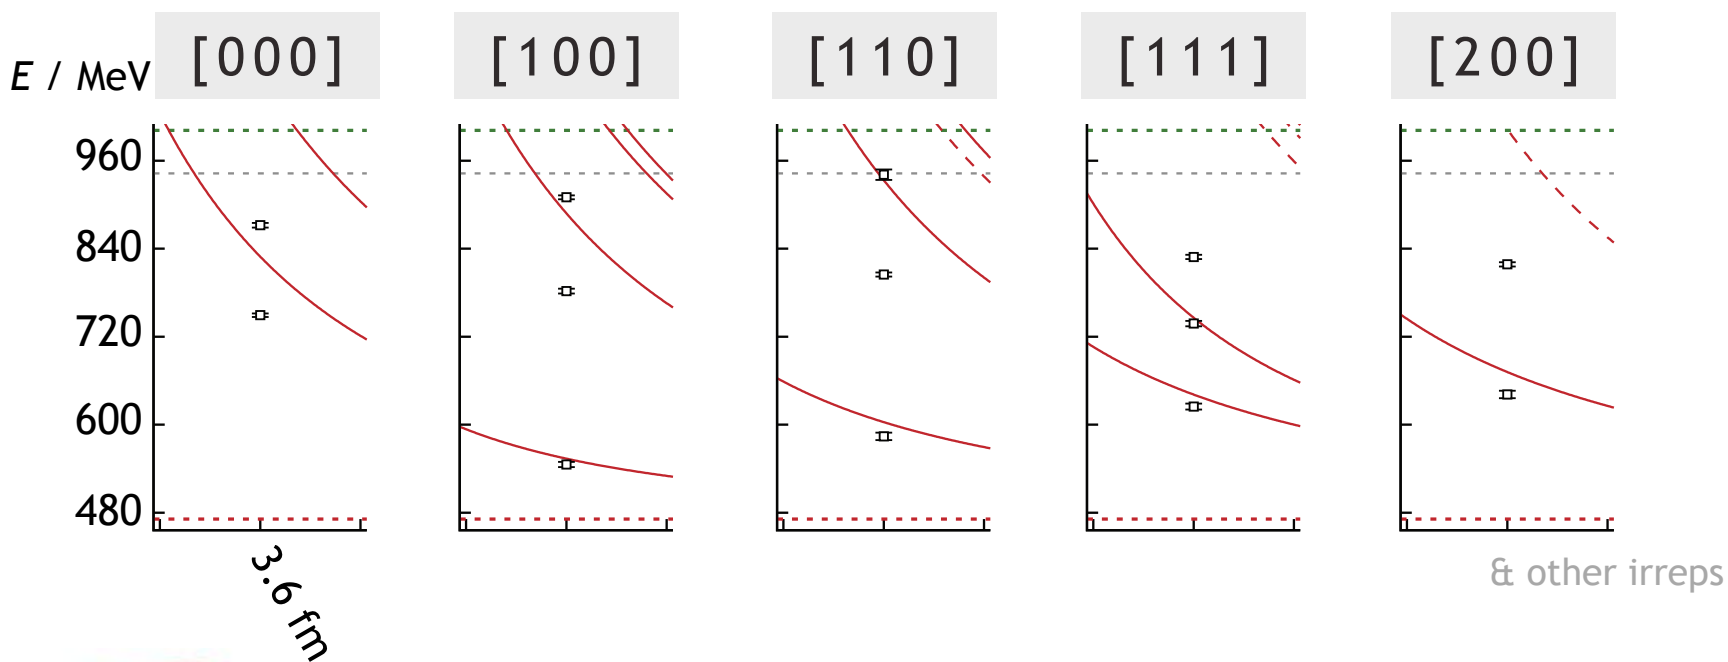 [000] [100] [110] [111] [200]
E / MeV
960
840
720
600
480
3.6 fm
& other irreps